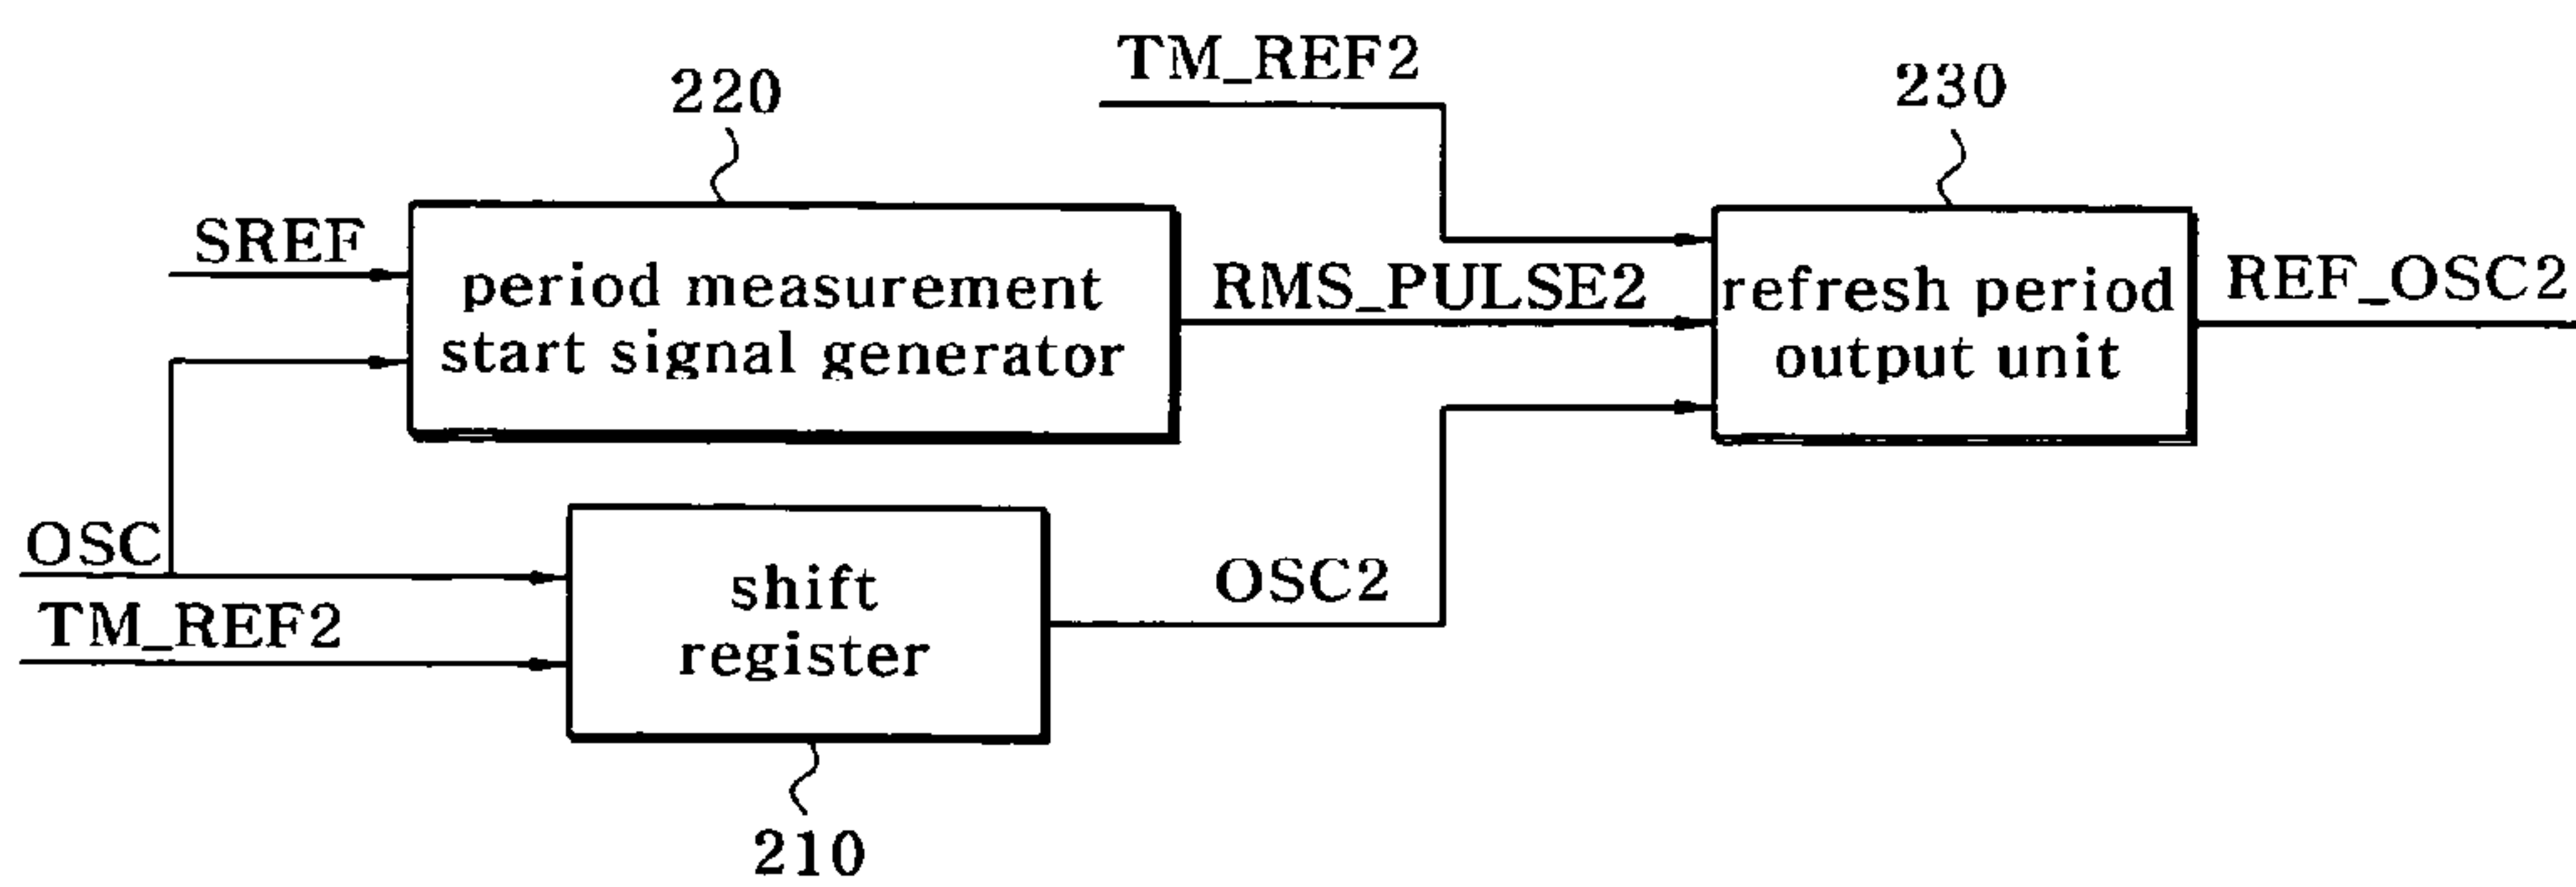 TM_REF2
220
230
SREF
period measurement
start signal generator
RMS_PULSE2
refresh period
output unit
REF_OSC2
OSC
TM_REF2
shift
register
OSC2
210